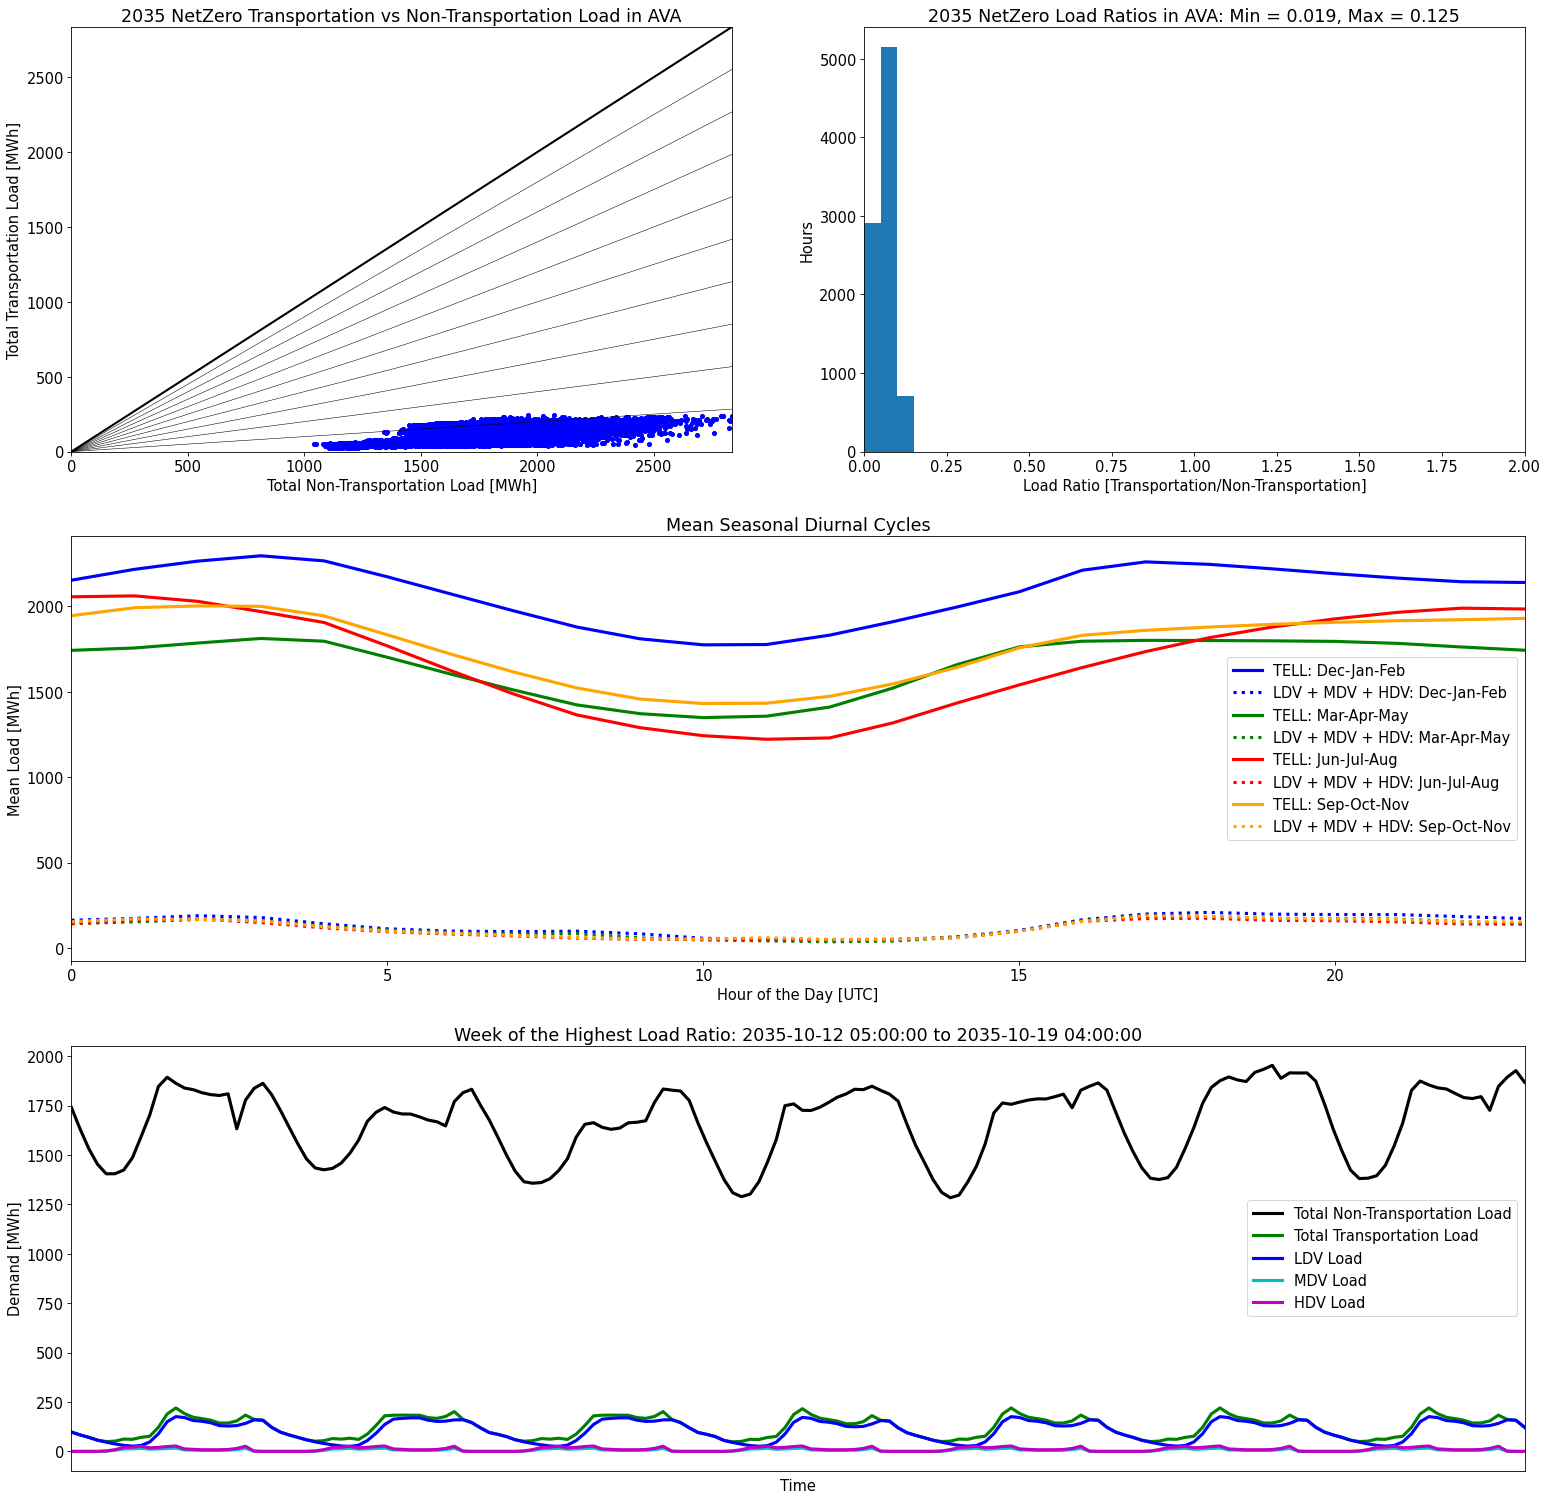 2035 NetZero Transportation vs Non-Transportation Load in AVA
Total Transportation Load [MWh]
2500
2000
1500
1000
500
0
0 500 1000 1500 2000 2500
Total Non-Transportation Load [MWh]
2035 NetZero Load Ratios in AVA: Min = 0.019, Max = 0.125
Hours
5000
4000
3000
2000
1000
0
0.00 0.25 0.50 0.75 1.00 1.25 1.50 1.75 2.00
Load Ratio [Transportation/Non-Transportation]
Mean Seasonal Diurnal Cycles
Mean Load [MWh]
2000
1500
1000
500
0
TELL: Dec-Jan-Feb
LDV + MDV + HDV: Dec-Jan-Feb
TELL: Mar-Apr-May
LDV + MDV + HDV: Mar-Apr-May
TELL: Jun-Jul-Aug
LDV + MDV + HDV: Jun-Jul-Aug
TELL: Sep-Oct-Nov
LDV + MDV + HDV: Sep-Oct-Nov
0 5 10 15 20
Hour of the Day [UTC]
Week of the Highest Load Ratio: 2035-10-12 05:00:00 to 2035-10-19 04:00:00
Demand [MWh]
2000
1750
1500
1250
1000
750
500
250
0
Total Non-Transportation Load
Total Transportation Load
LDV Load
MDV Load
HDV Load
Time